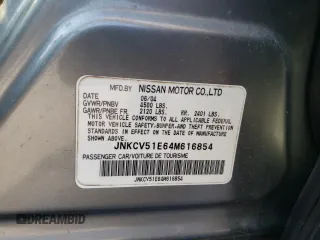 MFD.BY NISSAN MOTOR CO.,LTD
DATE 06/04
GVWR/PNBV 4500 LBS.
GAWR/PNBE FR 2120 LBS. RR. 2401 LBS.
THIS VEHICLE CONFORMS TO ALL APPLICABLE FEDERAL
MOTOR VEHICLE SAFETY,BUMPER,AND THEFT PREVENTION
STANDARDS IN EFFECT ON THE DATE OF MANUFACTURE
SHOWN ABOVE.
JNKCV51E64M616854
PASSENGER CAR/VOITURE DE TOURISME
JNKCV51E64M616854
© CARANDBID